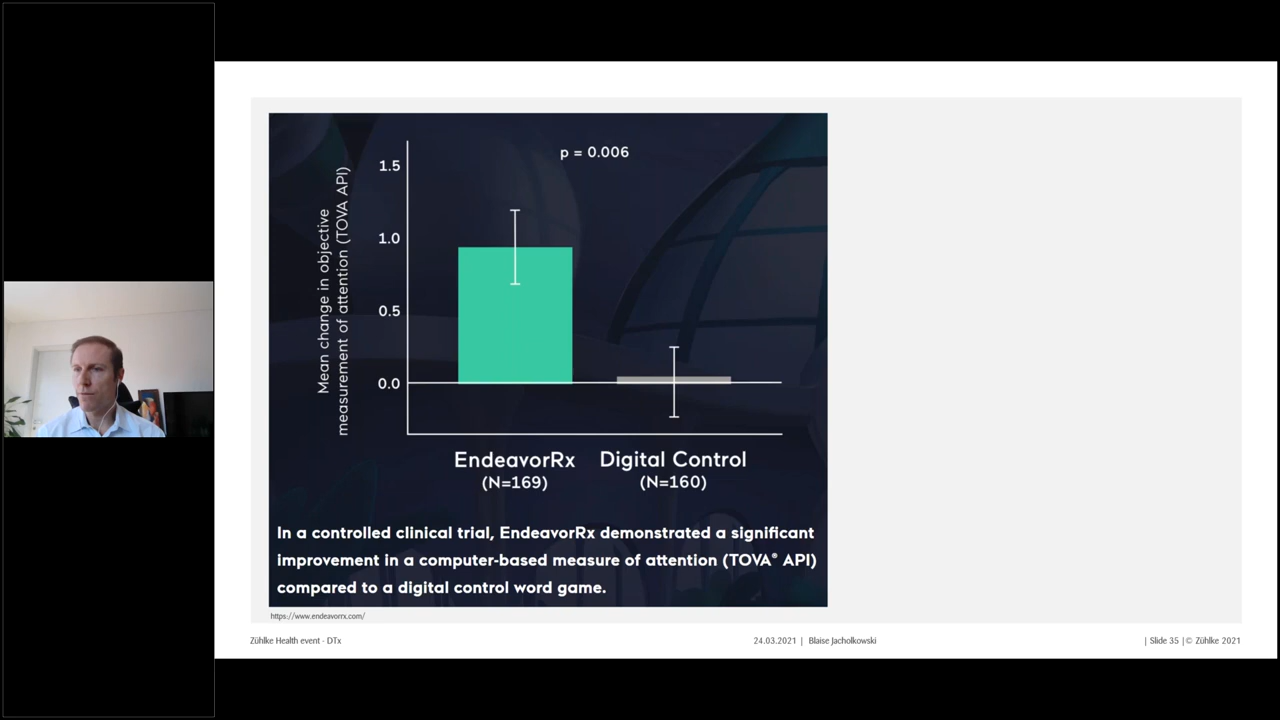 p = 0.006
Mean change in objective
measurement of attention (TOVA API)
1.5
1.0
0.5
0.0
EndeavorRx
(N=169)
Digital Control
(N=160)
In a controlled clinical trial, EndeavorRx demonstrated a significant
improvement in a computer-based measure of attention (TOVA® API)
compared to a digital control word game.
https://www.endeavorrx.com/
Zühlke Health event - DTx
24.03.2021 | Blaise Jacholkowski
| Slide 35 | © Zühlke 2021